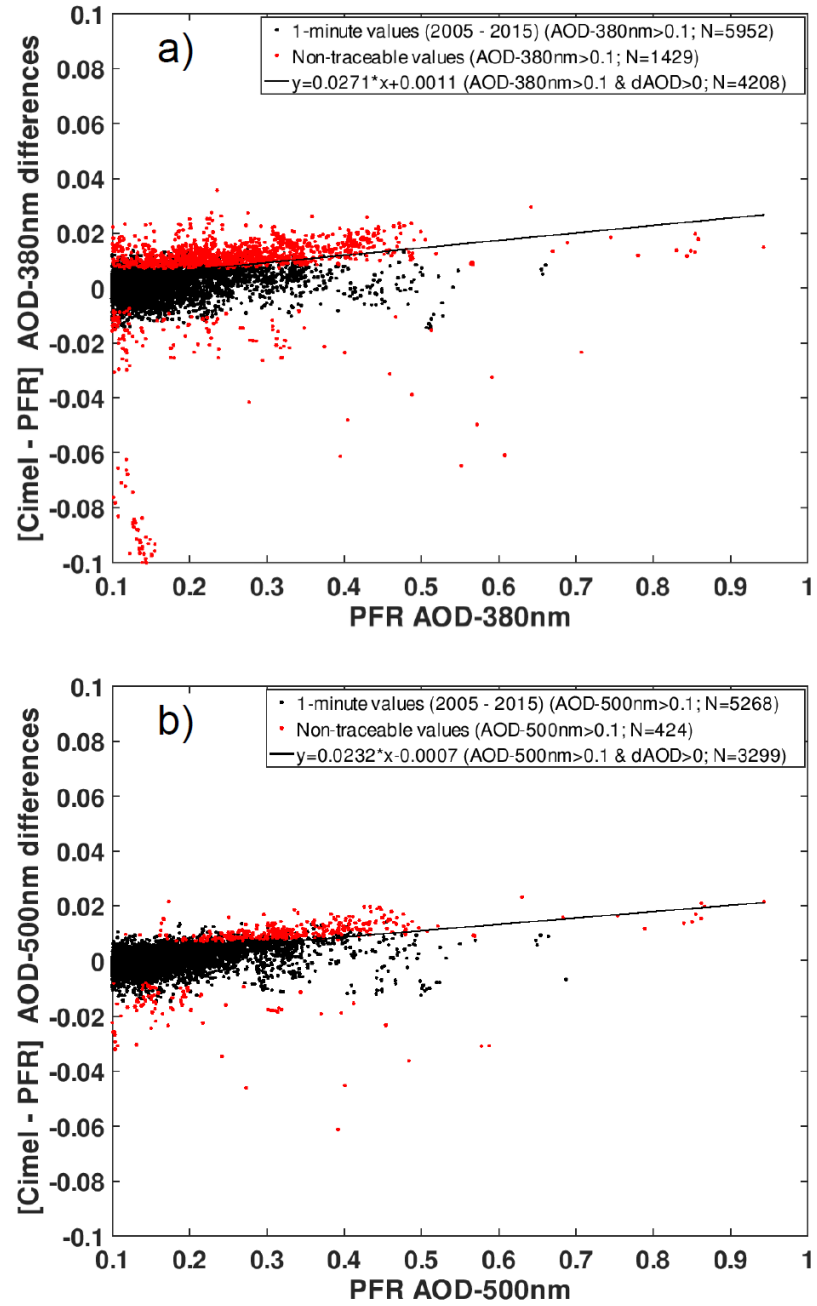 a)
1-minute values (2005 - 2015) (AOD-380nm>0.1; N=5952)
Non-traceable values (AOD-380nm>0.1; N=1429)
y=0.0271*x+0.0011 (AOD-380nm>0.1 & dAOD>0; N=4208)
[Cimel - PFR] AOD-380nm differences
0.1
0.08
0.06
0.04
0.02
0
-0.02
-0.04
-0.06
-0.08
-0.1
0.1 0.2 0.3 0.4 0.5 0.6 0.7 0.8 0.9 1
PFR AOD-380nm
b)
1-minute values (2005 - 2015) (AOD-500nm>0.1; N=5268)
Non-traceable values (AOD-500nm>0.1; N=424)
y=0.0232*x-0.0007 (AOD-500nm>0.1 & dAOD>0; N=3299)
[Cimel - PFR] AOD-500nm differences
0.1
0.08
0.06
0.04
0.02
0
-0.02
-0.04
-0.06
-0.08
-0.1
0.1 0.2 0.3 0.4 0.5 0.6 0.7 0.8 0.9 1
PFR AOD-500nm